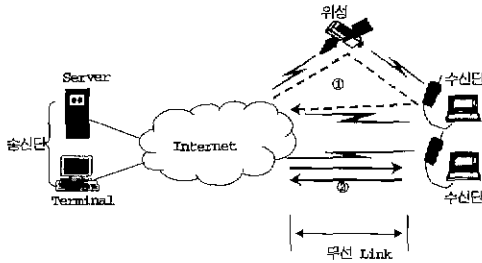 위성
Server
①
수신단
송신단
Internet
Terminal
②
수신단
무선 Link